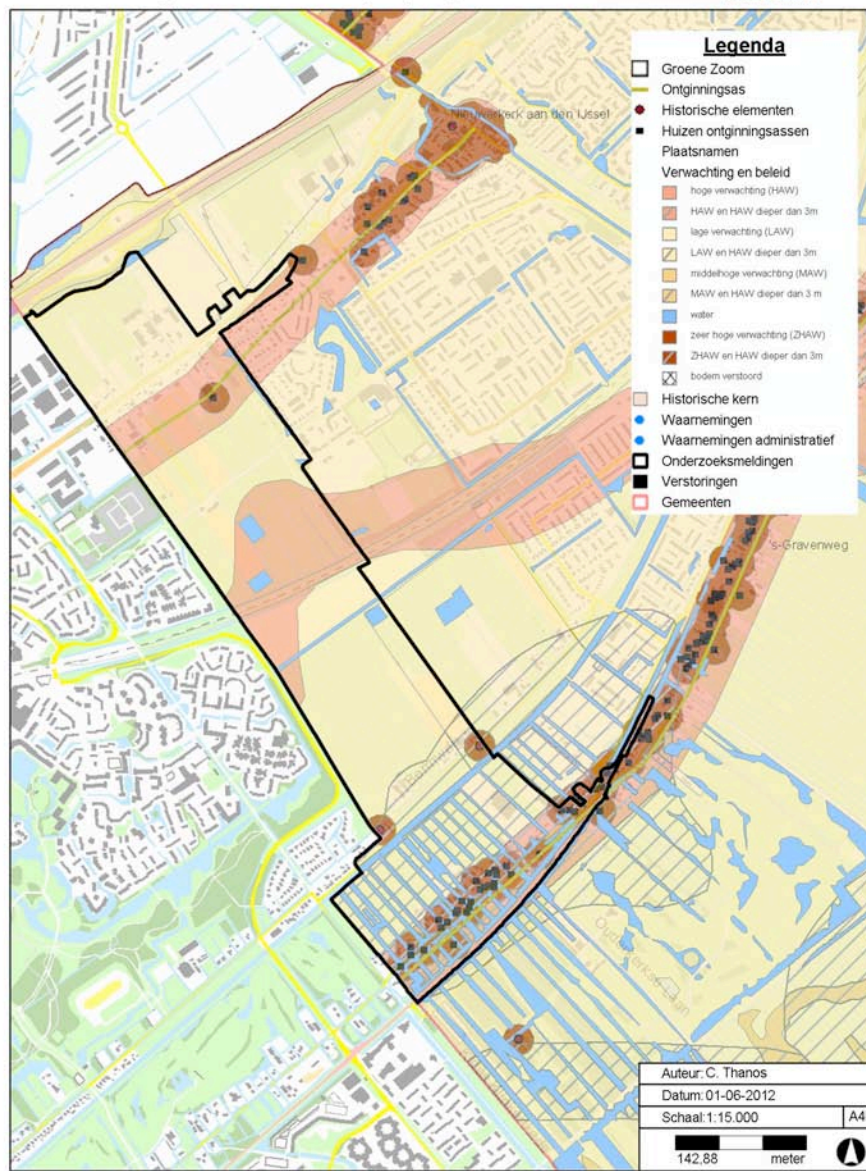 Legenda
Groene Zoom
Ontginningsas
Historische elementen
Huizen ontginningsassen
Plaatsnamen
Verwachting en beleid
hoge verwachting (HAW)
HAW en HAW dieper dan 3m
lage verwachting (LAW)
LAW en HAW dieper dan 3m
middelhoge verwachting (MAW)
MAW en HAW dieper dan 3 m
water
zeer hoge verwachting (ZHAW)
ZHAW en HAW dieper dan 3m
bodem verstoord
Historische kern
Waarnemingen
Waarnemingen administratief
Onderzoeksmeldingen
Verstoringen
Gemeenten
Nieuwerkerk aan den IJssel
's-Gravenweg
Auteur: C. Thanos
Datum: 01-06-2012
Schaal: 1:15.000
A4
142,88
meter